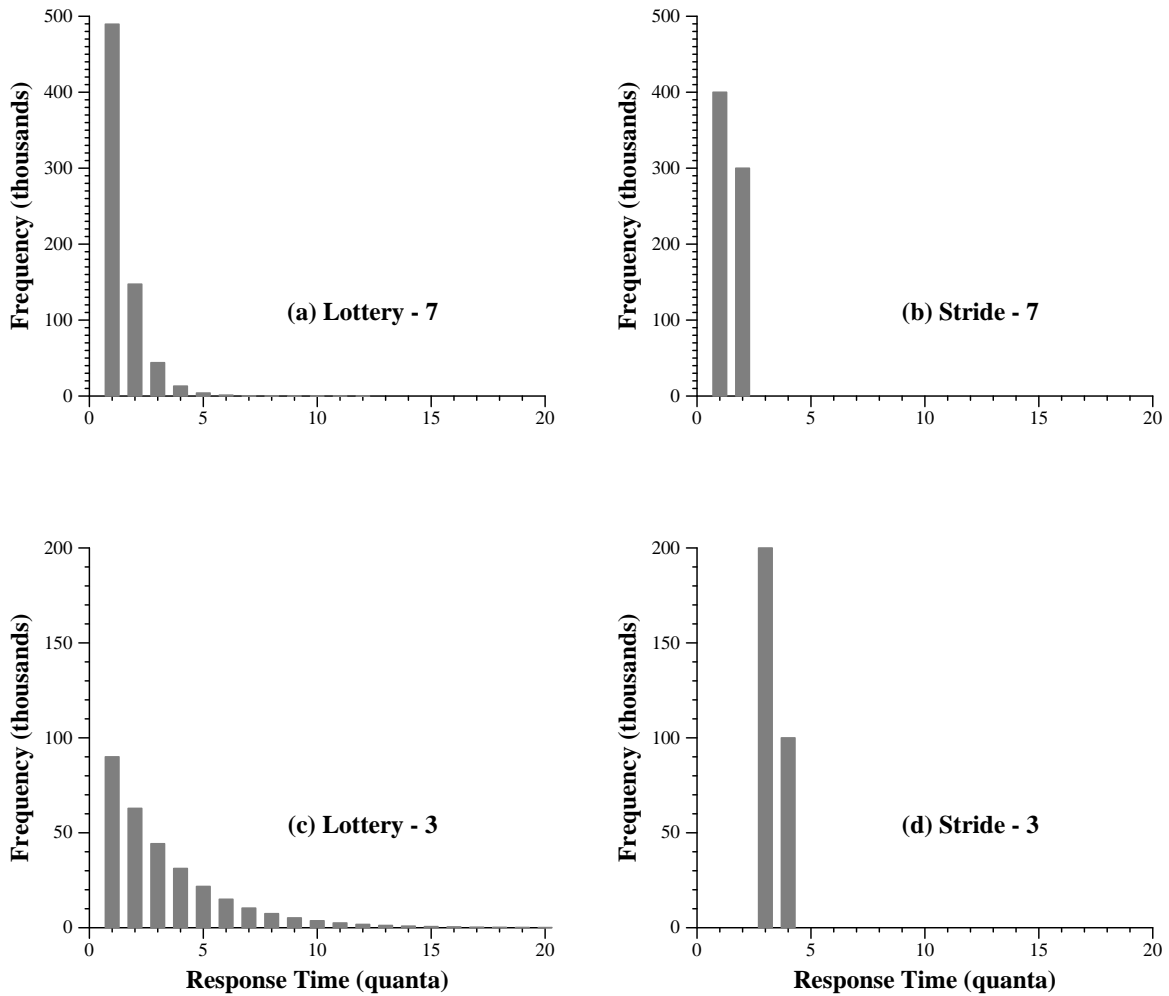 500
400
300
200
100
0
Frequency (thousands)
(a) Lottery - 7
0 5 10 15 20
500
400
300
200
100
0
Frequency (thousands)
(b) Stride - 7
0 5 10 15 20
200
150
100
50
0
Frequency (thousands)
(c) Lottery - 3
0 5 10 15 20
Response Time (quanta)
200
150
100
50
0
Frequency (thousands)
(d) Stride - 3
0 5 10 15 20
Response Time (quanta)